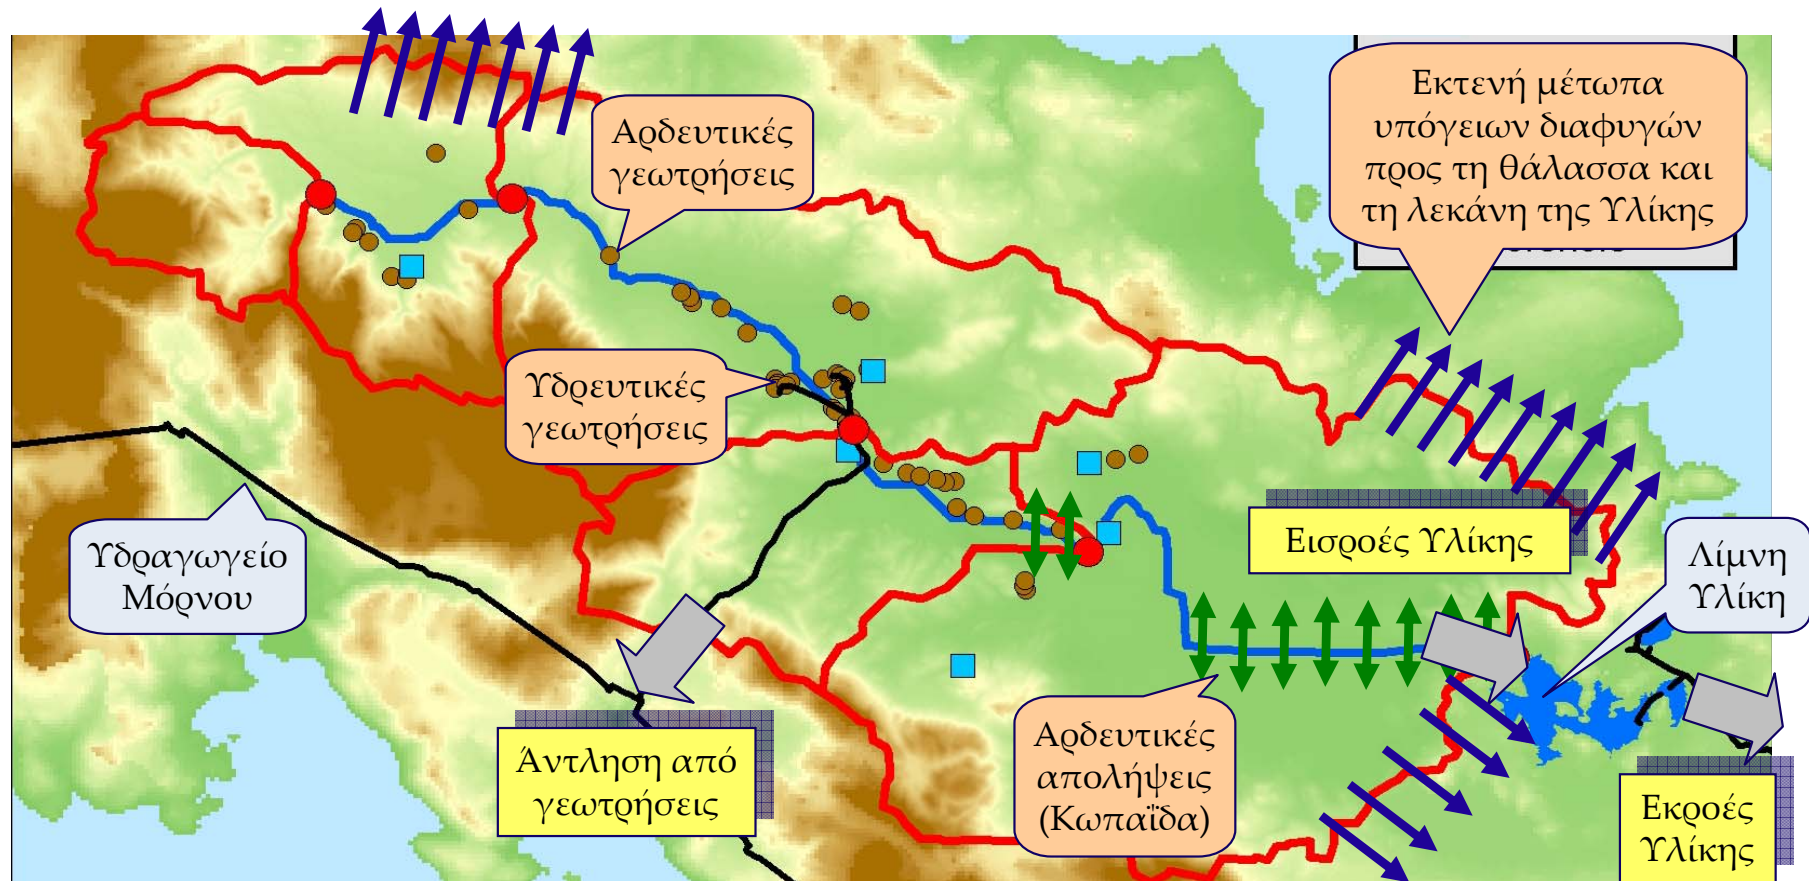 Εκτενή μέτωπα
υπόγειων διαφυγών
προς τη θάλασσα και
τη λεκάνη της Υλίκης
Αρδευτικές
γεωτρήσεις
Υδρευτικές
γεωτρήσεις
Υδραγωγείο
Μόρνου
Εισροές Υλίκης
Λίμνη
Υλίκη
Άντληση από
γεωτρήσεις
Αρδευτικές
απολήψεις
(Κωπαΐδα)
Εκροές
Υλίκης